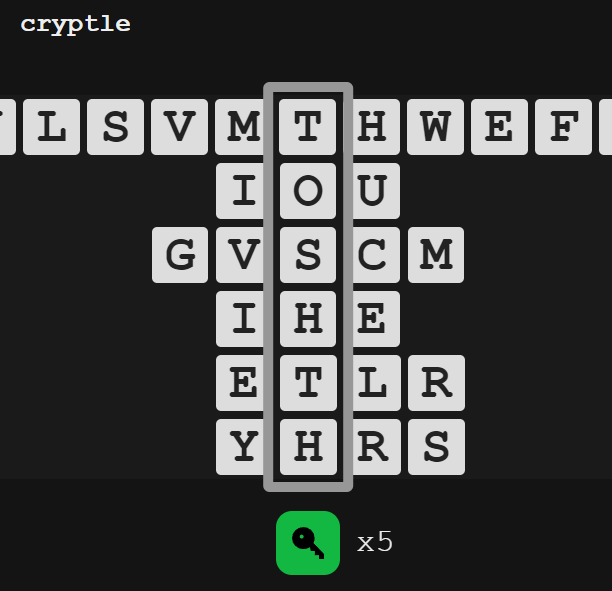 cryptle
L S V M T H W E F
I O U
G V S C M
I H E
E T L R
Y H R S
x5